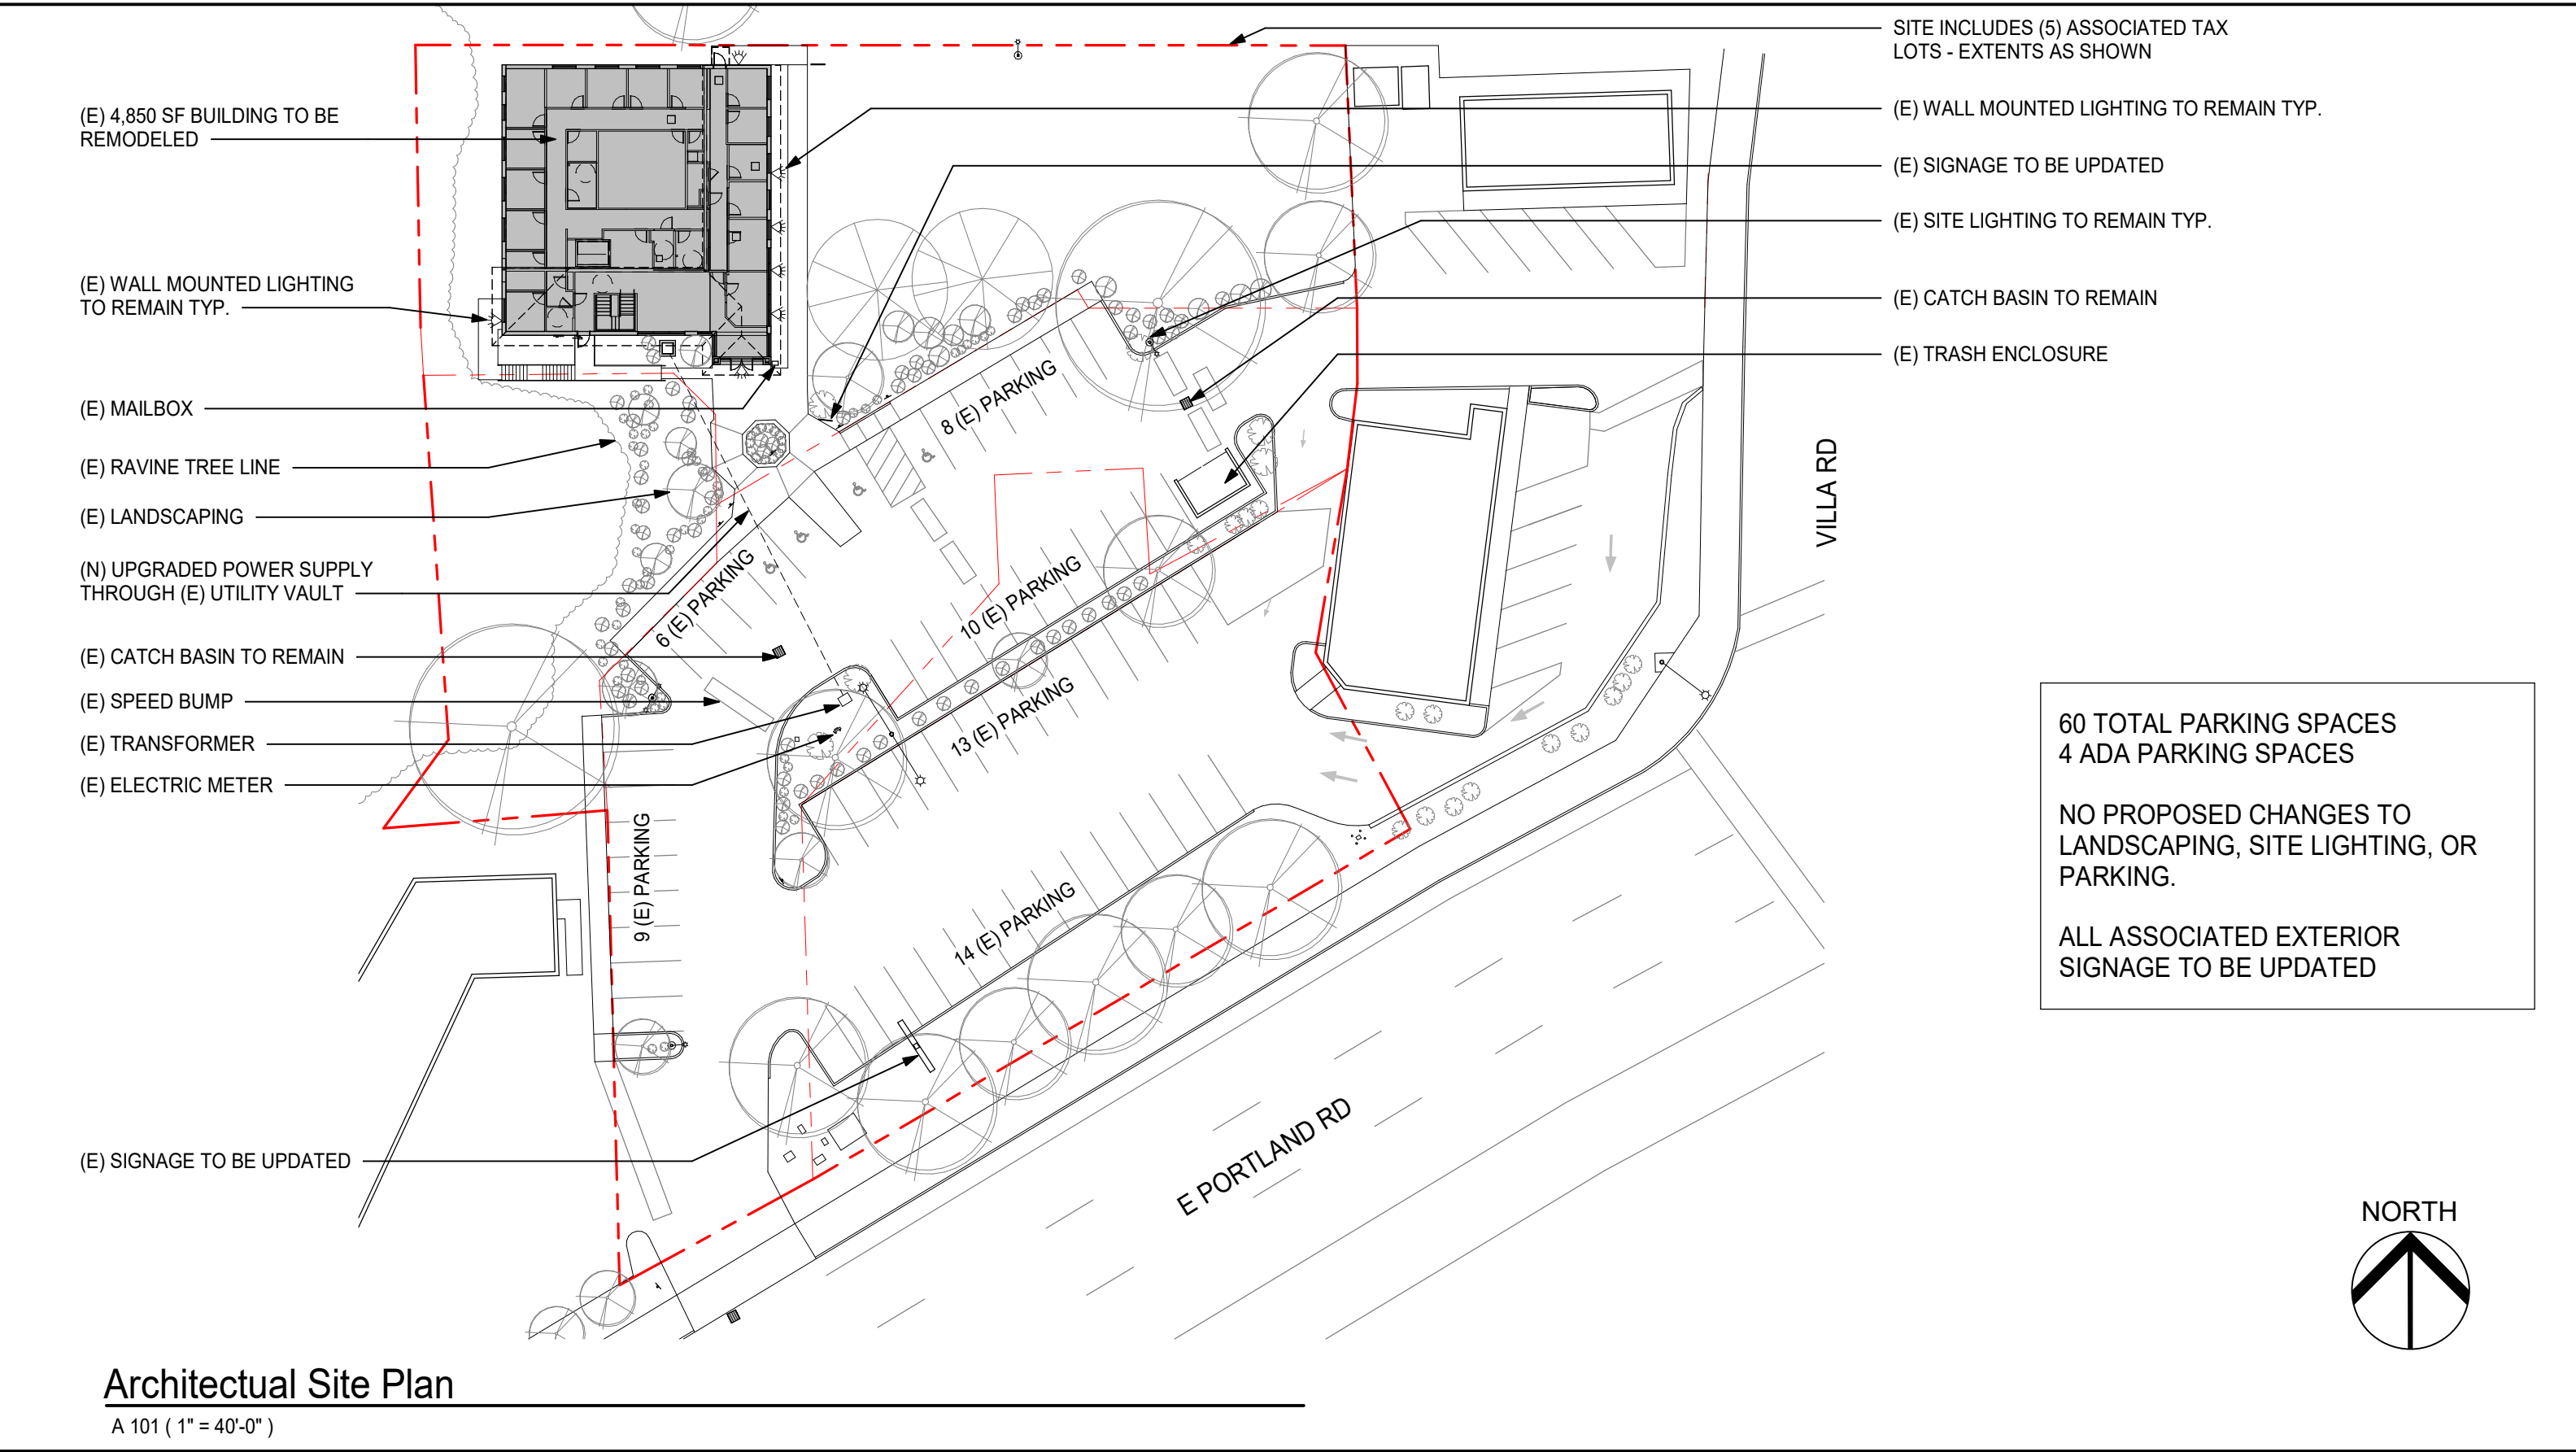 SITE INCLUDES (5) ASSOCIATED TAX
LOTS - EXTENTS AS SHOWN
(E) WALL MOUNTED LIGHTING TO REMAIN TYP.
(E) SIGNAGE TO BE UPDATED
(E) SITE LIGHTING TO REMAIN TYP.
(E) CATCH BASIN TO REMAIN
(E) TRASH ENCLOSURE
(E) 4,850 SF BUILDING TO BE
REMODELED
(E) WALL MOUNTED LIGHTING
TO REMAIN TYP.
(E) MAILBOX
(E) RAVINE TREE LINE
(E) LANDSCAPING
(N) UPGRADED POWER SUPPLY
THROUGH (E) UTILITY VAULT
(E) CATCH BASIN TO REMAIN
(E) SPEED BUMP
(E) TRANSFORMER
(E) ELECTRIC METER
(E) SIGNAGE TO BE UPDATED
8 (E) PARKING
6 (E) PARKING
10 (E) PARKING
13 (E) PARKING
9 (E) PARKING
14 (E) PARKING
VILLA RD
E PORTLAND RD
60 TOTAL PARKING SPACES
4 ADA PARKING SPACES
NO PROPOSED CHANGES TO
LANDSCAPING, SITE LIGHTING, OR
PARKING.
ALL ASSOCIATED EXTERIOR
SIGNAGE TO BE UPDATED
NORTH
Architectual Site Plan
A 101 ( 1" = 40'-0" )